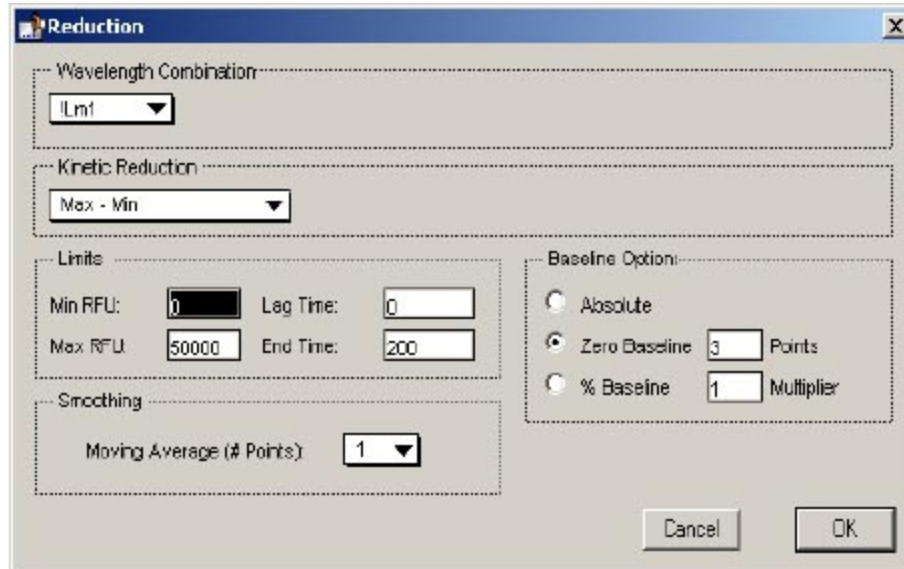 Reduction
Wavelength Combination
!Lm1
Kinetic Reduction
Max - Min
Limits
Min RFU: 0 Lag Time: 0
Max RFU: 50000 End Time: 200
Baseline Options
Absolute
Zero Baseline 3 Points
% Baseline 1 Multiplier
Smoothing
Moving Average (# Points): 1
Cancel OK